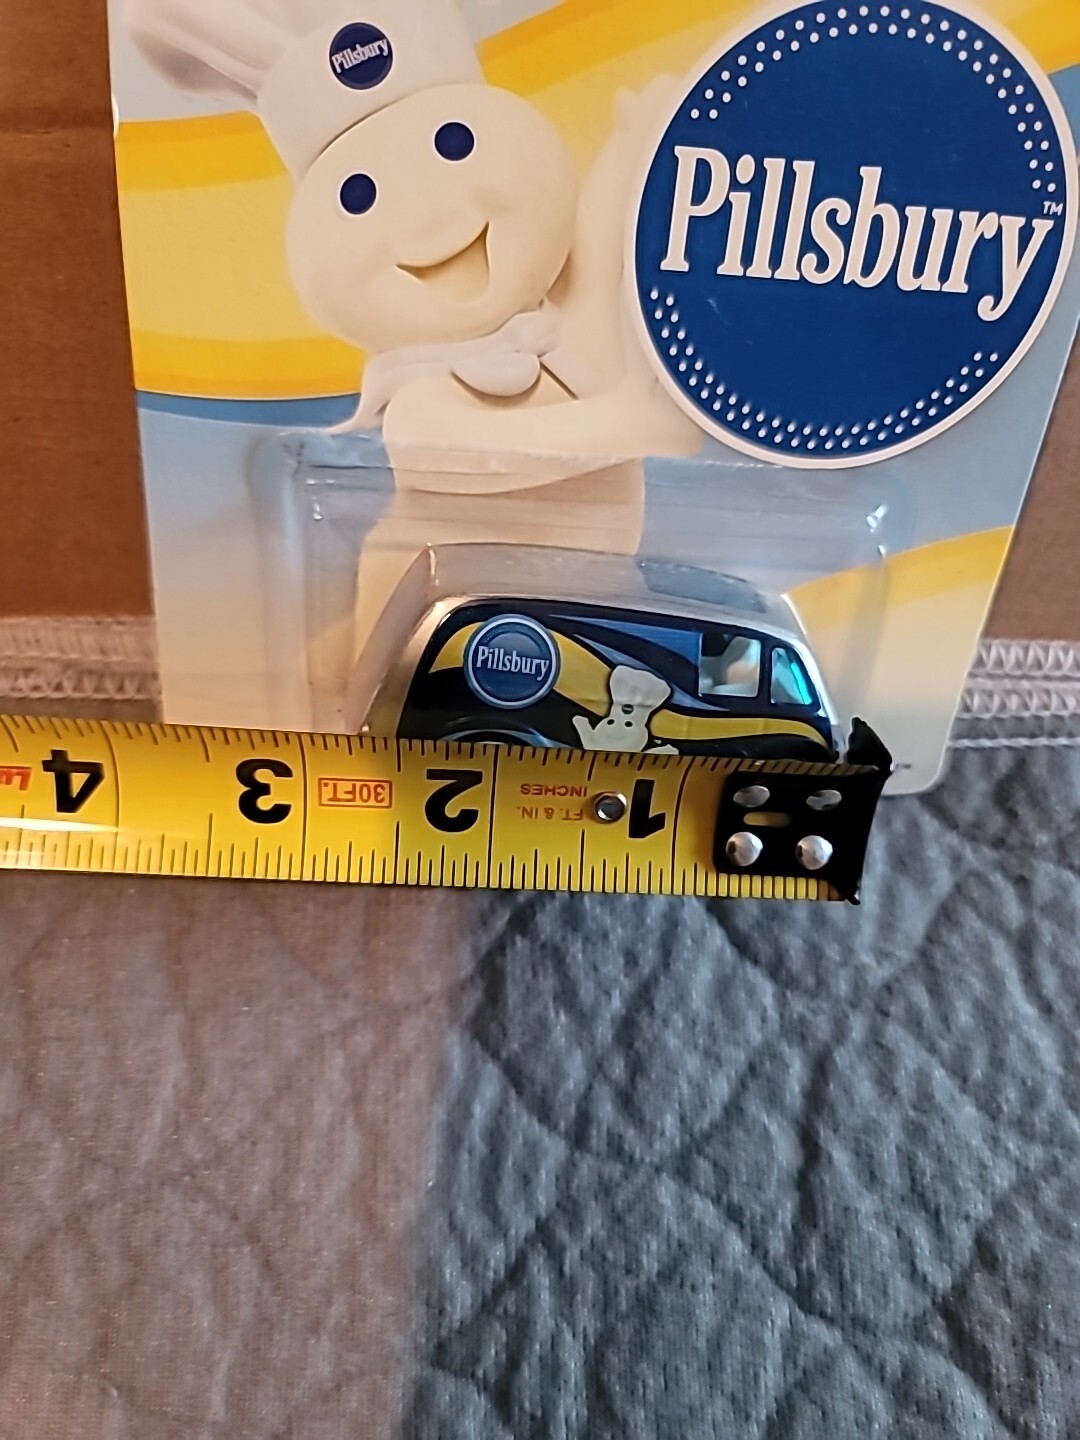 Pillsbury
Pillsbury™
Pillsbury
1
FT. & IN.
INCHES
2
30FT.
3
4